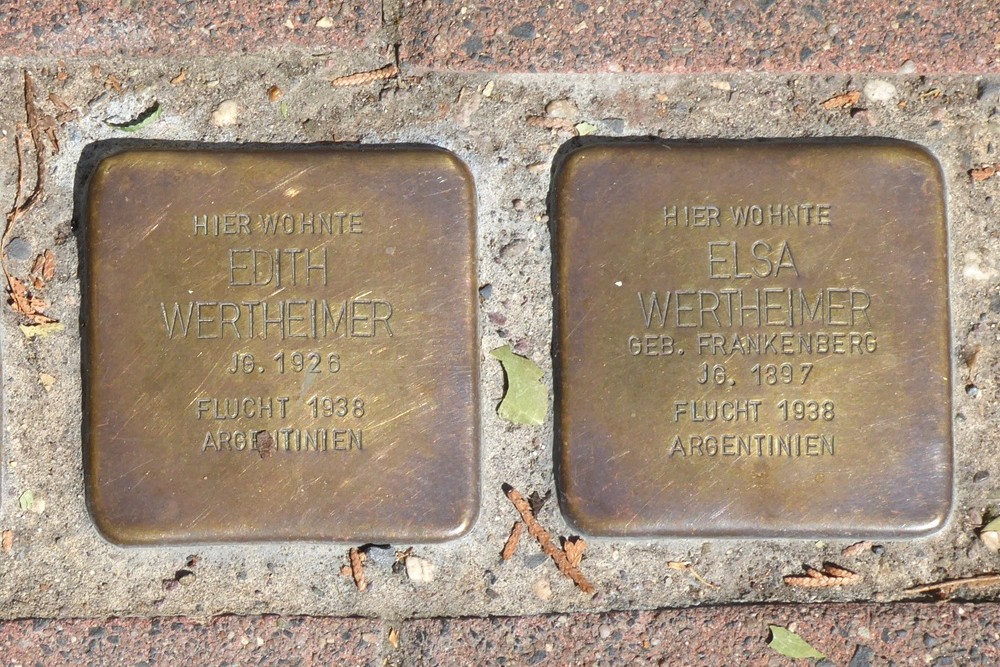 HIER WOHNTE
EDITH
WERTHEIMER
JG. 1926
FLUCHT 1938
ARGENTINIEN
HIER WOHNTE
ELSA
WERTHEIMER
GEB. FRANKENBERG
JG. 1897
FLUCHT 1938
ARGENTINIEN